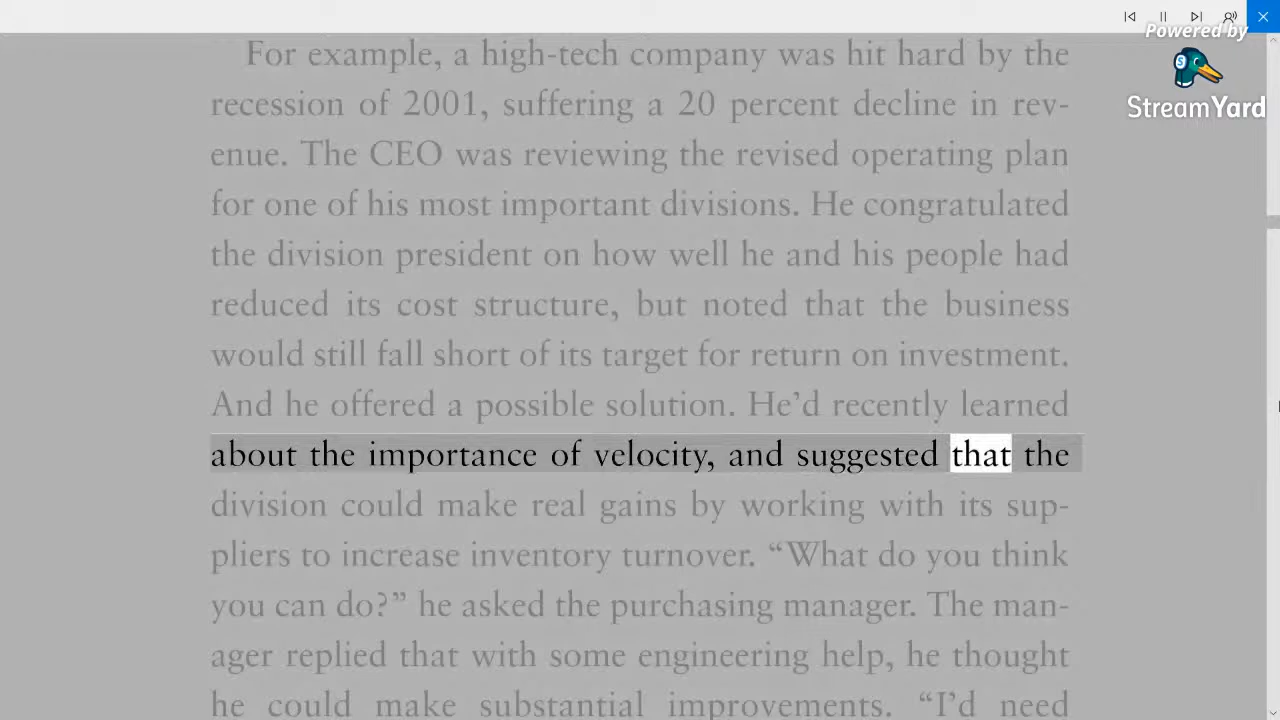 Powered by
StreamYard
For example, a high-tech company was hit hard by the
recession of 2001, suffering a 20 percent decline in rev-
enue. The CEO was reviewing the revised operating plan
for one of his most important divisions. He congratulated
the division president on how well he and his people had
reduced its cost structure, but noted that the business
would still fall short of its target for return on investment.
And he offered a possible solution. He’d recently learned
about the importance of velocity, and suggested that the
division could make real gains by working with its sup-
pliers to increase inventory turnover. “What do you think
you can do?” he asked the purchasing manager. The man-
ager replied that with some engineering help, he thought
he could make substantial improvements. “I’d need